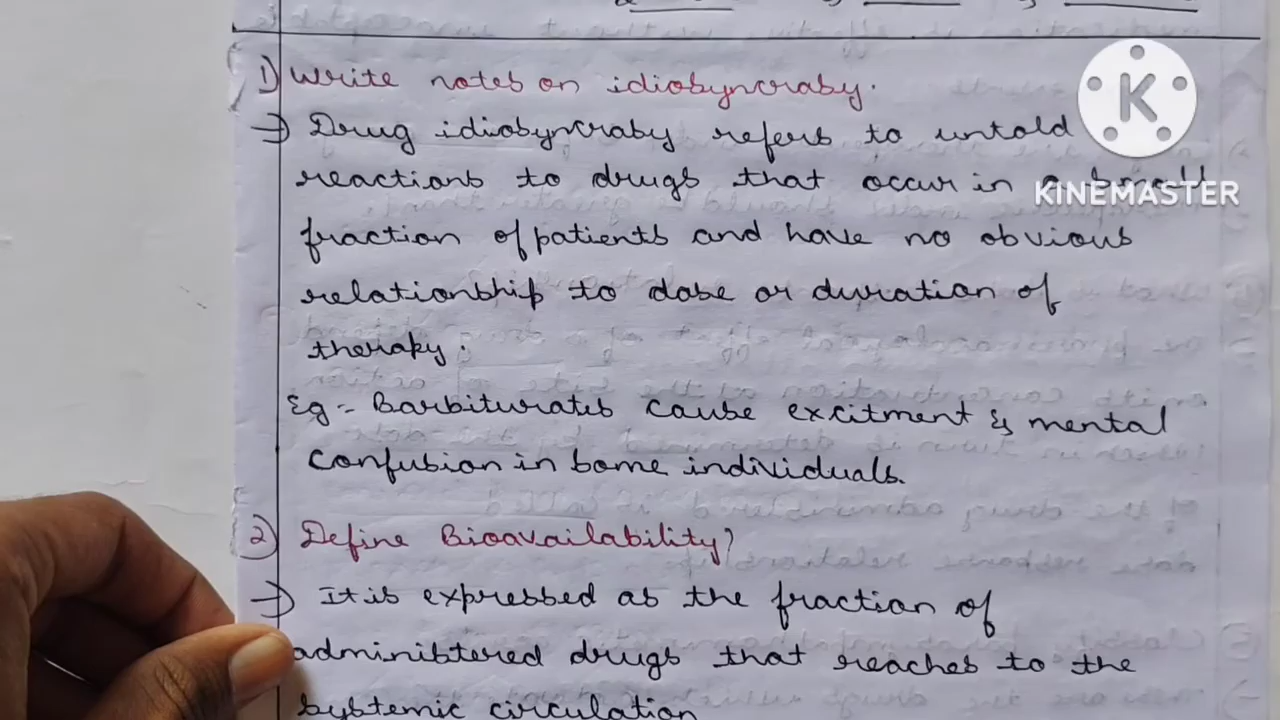 1) Write notes on idiosyncrasy.
→ Drug idiosyncrasy refers to untold
reactions to drugs that occur in a small
fraction of patients and have no obvious
relationship to dose or duration of
therapy.
Eg :- Barbiturates cause excitment & mental
confusion in some individuals.
2) Define Bioavailability?
→ It is expressed as the fraction of
administered drugs that reaches to the
systemic circulation
K
KINEMASTER